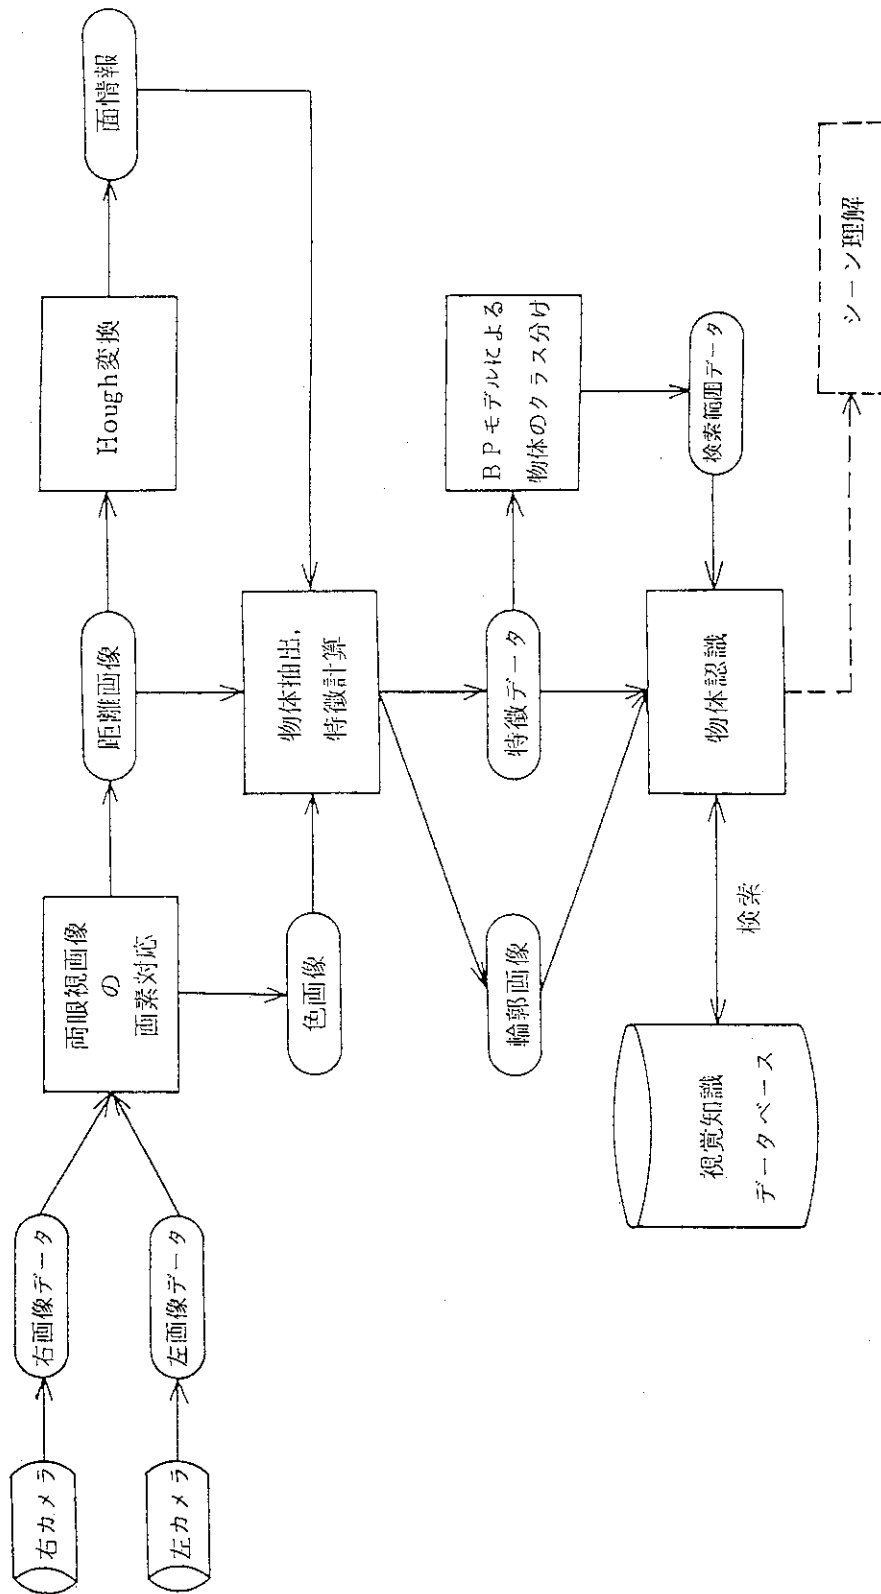 右カメラ
左カメラ
右画像データ
左画像データ
両眼視画像
の
画素対応
距離画像
Hough変換
面情報
色画像
物体抽出,
特徴計算
輪郭画像
特徴データ
BPモデルによる
物体のクラス分け
検索範囲データ
視覚知識
データベース
検索
物体認識
シーン理解